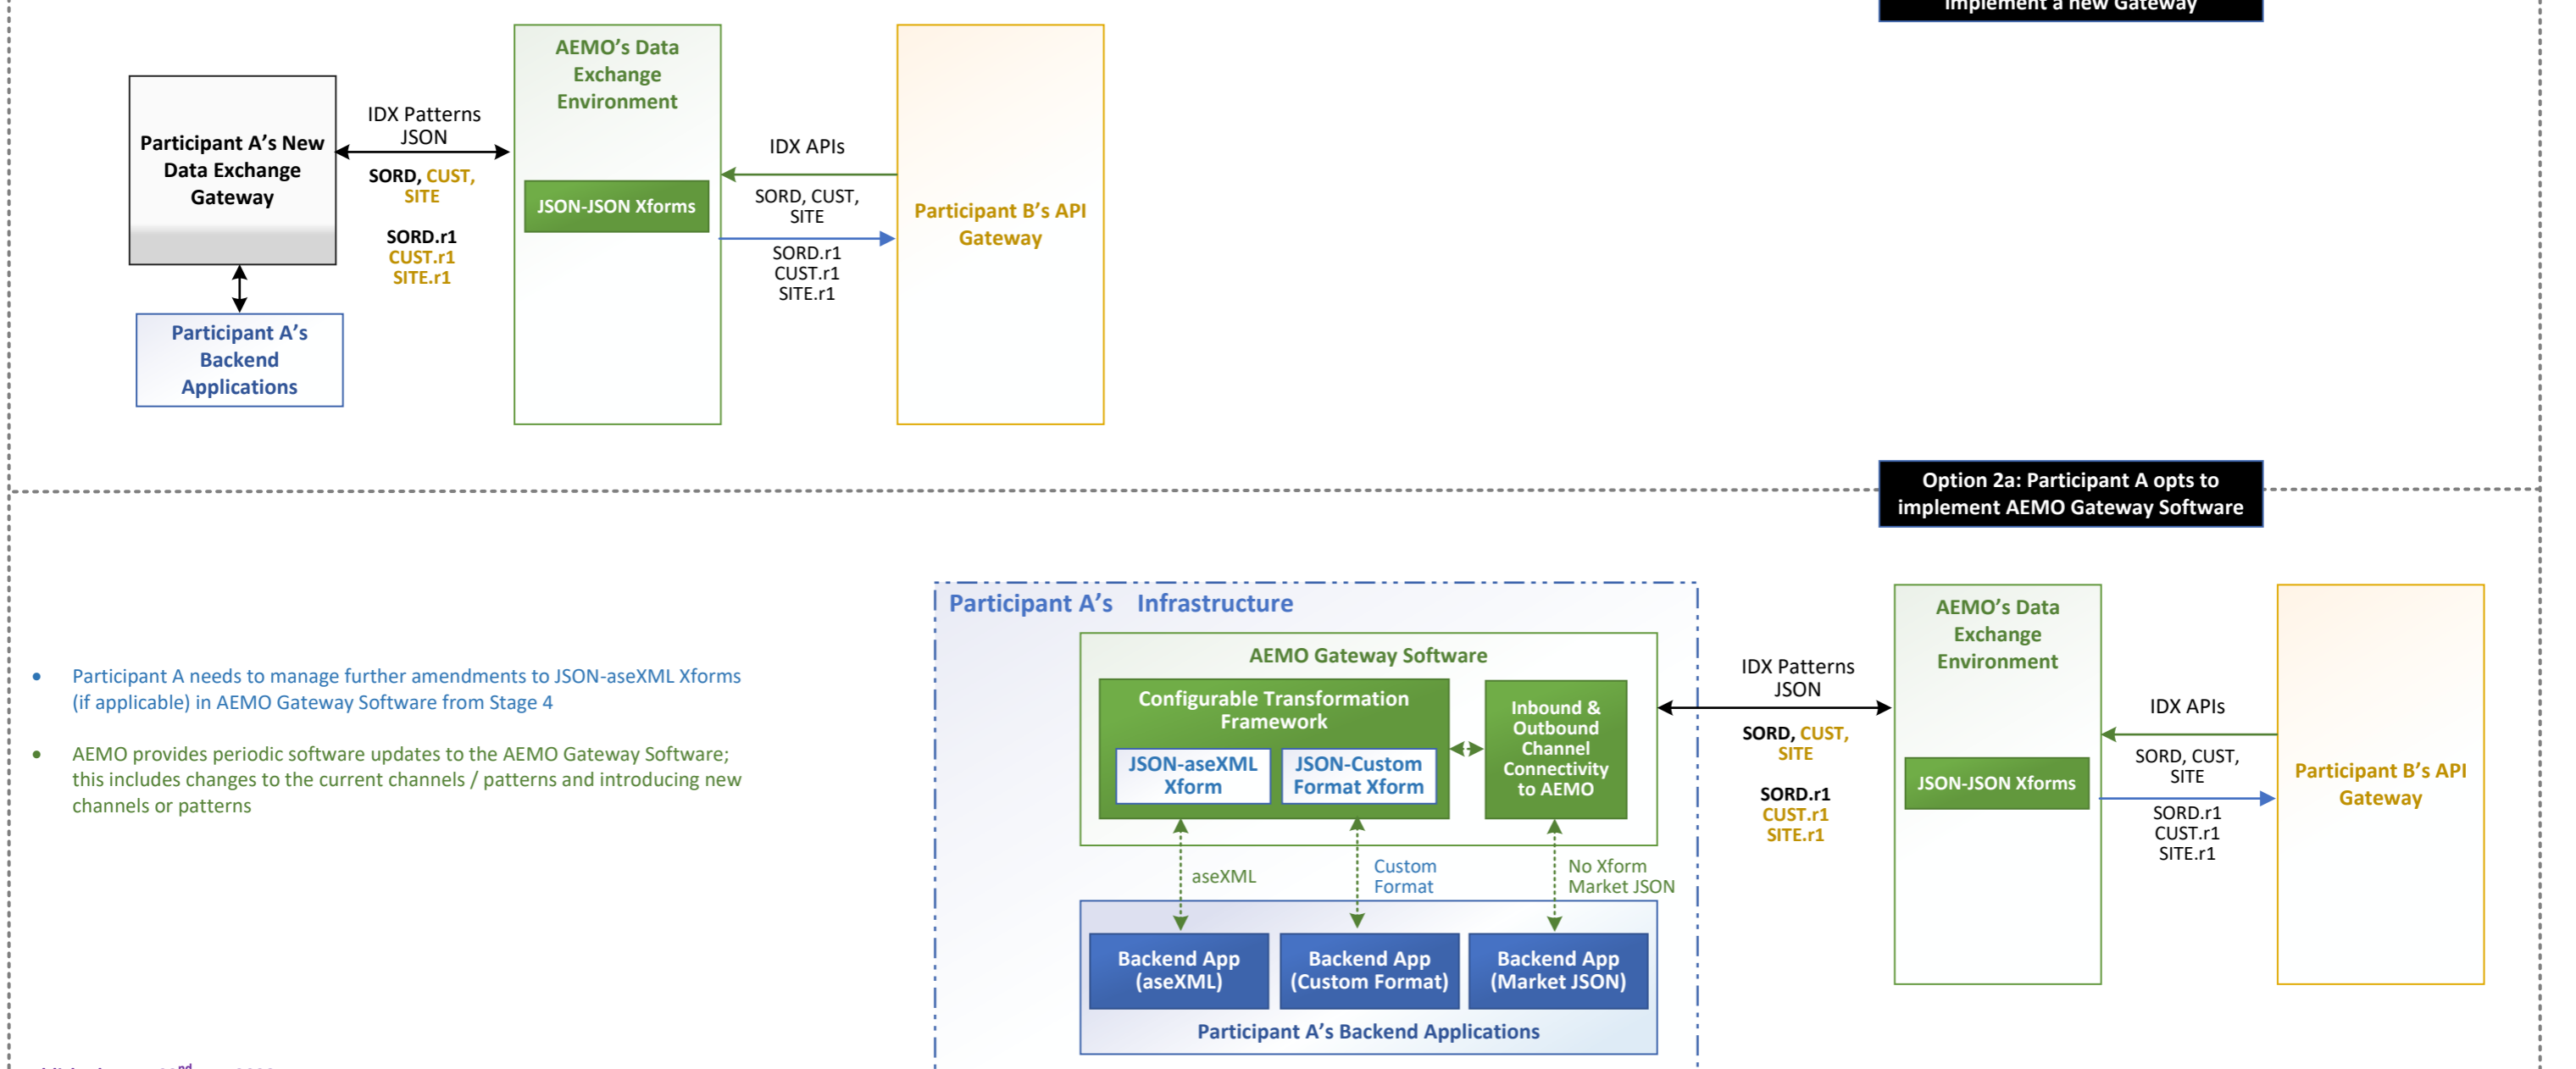 implement a new Gateway
AEMO's Data
Exchange
Environment
Participant A's New
Data Exchange
Gateway
IDX Patterns
JSON
SORD, CUST,
SITE
SORD.r1
CUST.r1
SITE.r1
JSON-JSON Xforms
IDX APIs
SORD, CUST,
SITE
SORD.r1
CUST.r1
SITE.r1
Participant B's API
Gateway
Participant A's
Backend
Applications
Option 2a: Participant A opts to
implement AEMO Gateway Software
• Participant A needs to manage further amendments to JSON-aseXML Xforms
(if applicable) in AEMO Gateway Software from Stage 4
• AEMO provides periodic software updates to the AEMO Gateway Software;
this includes changes to the current channels / patterns and introducing new
channels or patterns
Participant A's Infrastructure
AEMO Gateway Software
Configurable Transformation
Framework
JSON-aseXML
Xform
JSON-Custom
Format Xform
Inbound &
Outbound
Channel
Connectivity
to AEMO
aseXML
Custom
Format
No Xform
Market JSON
Backend App
(aseXML)
Backend App
(Custom Format)
Backend App
(Market JSON)
Participant A's Backend Applications
IDX Patterns
JSON
SORD, CUST,
SITE
SORD.r1
CUST.r1
SITE.r1
AEMO's Data
Exchange
Environment
JSON-JSON Xforms
IDX APIs
SORD, CUST,
SITE
SORD.r1
CUST.r1
SITE.r1
Participant B's API
Gateway